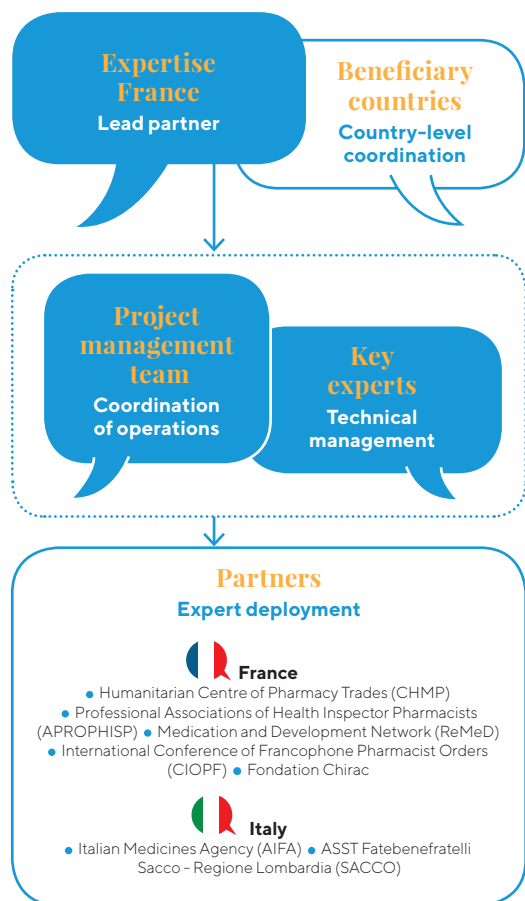 Expertise
France
Lead partner
Beneficiary
countries
Country-level
coordination
Project
management
team
Coordination
of operations
Key
experts
Technical
management
Partners
Expert deployment
France
• Humanitarian Centre of Pharmacy Trades (CHMP)
• Professional Associations of Health Inspector Pharmacists
(APROPHISP) • Medication and Development Network (ReMeD)
• International Conference of Francophone Pharmacist Orders
(CIOPF) • Fondation Chirac
Italy
• Italian Medicines Agency (AIFA) • ASST Fatebenefratelli
Sacco - Regione Lombardia (SACCO)